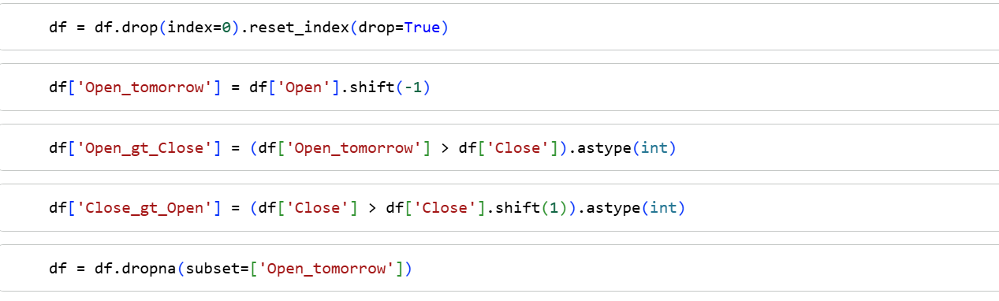 df = df.drop(index=0).reset_index(drop=True)
df['Open_tomorrow'] = df['Open'].shift(-1)
df['Open_gt_Close'] = (df['Open_tomorrow'] > df['Close']).astype(int)
df['Close_gt_Open'] = (df['Close'] > df['Close'].shift(1)).astype(int)
df = df.dropna(subset=['Open_tomorrow'])